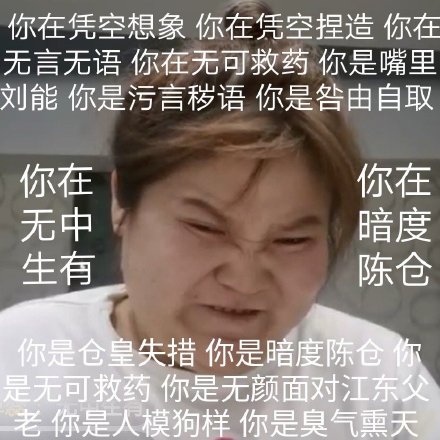 你在凭空想象 你在凭空捏造 你在
无言无语 你在无可救药 你是嘴里
刘能 你是污言秽语 你是咎由自取
你在
无中
生有
你在
暗度
陈仓
你是仓皇失措 你是暗度陈仓 你
是无可救药 你是无颜面对江东父
老 你是人模狗样 你是臭气熏天